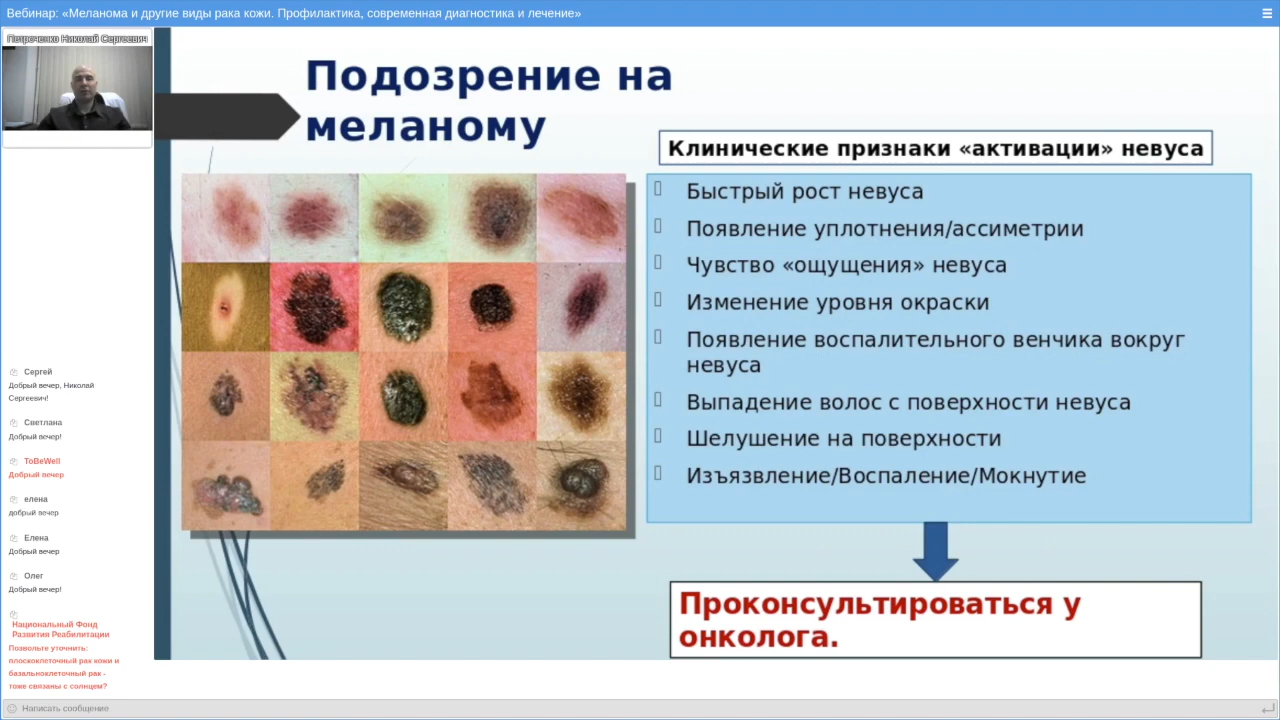 Вебинар: «Меланома и другие виды рака кожи. Профилактика, современная диагностика и лечение»
Петроченко Николай Сергеевич
Подозрение на
меланому
Клинические признаки «активации» невуса
Быстрый рост невуса
Появление уплотнения/ассиметрии
Чувство «ощущения» невуса
Изменение уровня окраски
Появление воспалительного венчика вокруг
невуса
Выпадение волос с поверхности невуса
Шелушение на поверхности
Изъязвление/Воспаление/Мокнутие
Проконсультироваться у
онколога.
Сергей
Добрый вечер, Николай
Сергеевич!
Светлана
Добрый вечер!
ToBeWell
Добрый вечер
елена
добрый вечер
Елена
Добрый вечер
Олег
Добрый вечер!
Национальный Фонд
Развития Реабилитации
Позвольте уточнить:
плоскоклеточный рак кожи и
базальноклеточный рак -
тоже связаны с солнцем?
Написать сообщение